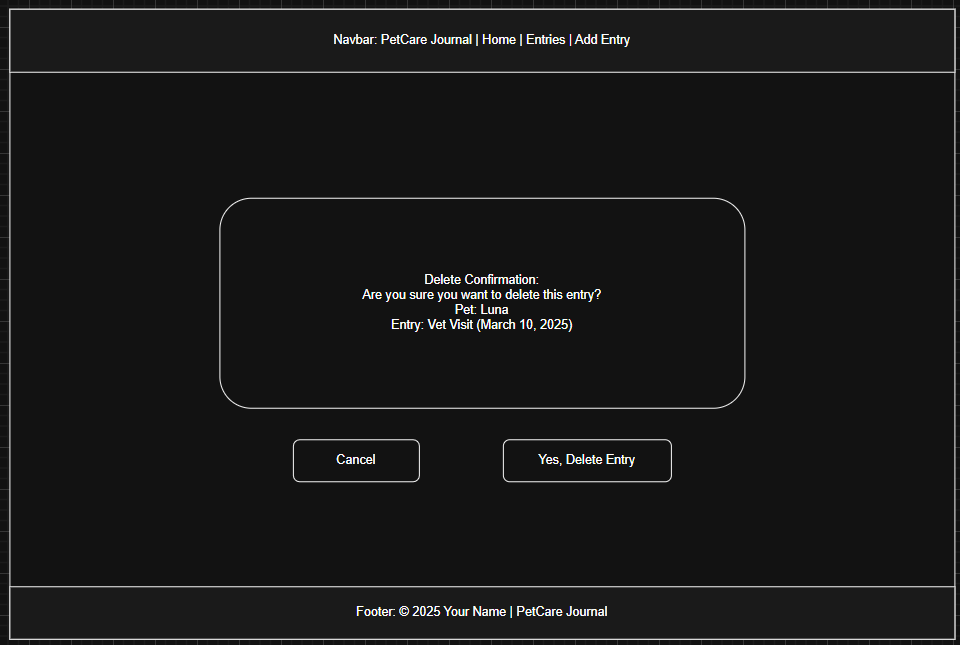 Navbar: PetCare Journal | Home | Entries | Add Entry
Delete Confirmation:
Are you sure you want to delete this entry?
Pet: Luna
Entry: Vet Visit (March 10, 2025)
Cancel
Yes, Delete Entry
Footer: © 2025 Your Name | PetCare Journal